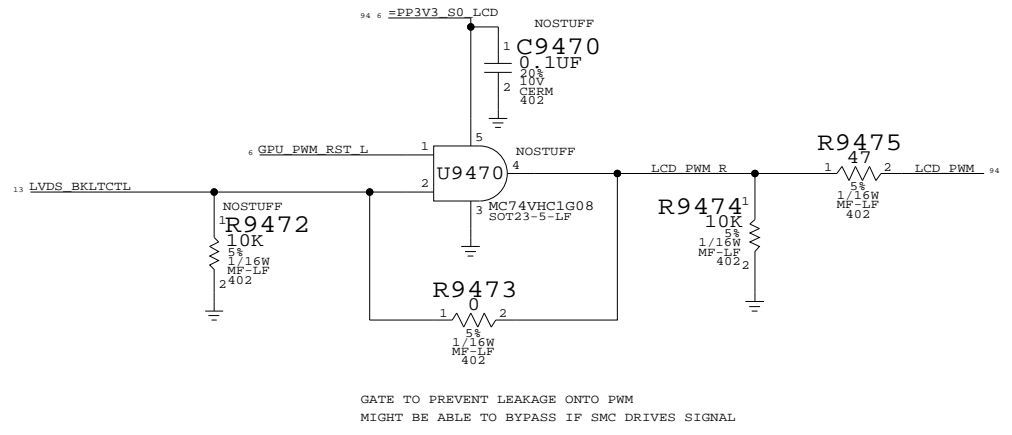 94 6 =PP3V3_S0_LCD
NOSTUFF
1 C9470
0.1UF
20%
10V
2 CERM
402
5
6 GPU_PWM_RST_L 1
U9470
4 NOSTUFF
LCD_PWM_R
R9475
47
1 2 LCD_PWM 94
5%
1/16W
MF-LF
402
13 LVDS_BKLTCTL 2
3 MC74VHC1G08
SOT23-5-LF
NOSTUFF
1 R9472
10K
5%
1/16W
MF-LF
2 402
R9474 1
10K
5%
1/16W
MF-LF
402 2
R9473
0
1 2
5%
1/16W
MF-LF
402
GATE TO PREVENT LEAKAGE ONTO PWM
MIGHT BE ABLE TO BYPASS IF SMC DRIVES SIGNAL